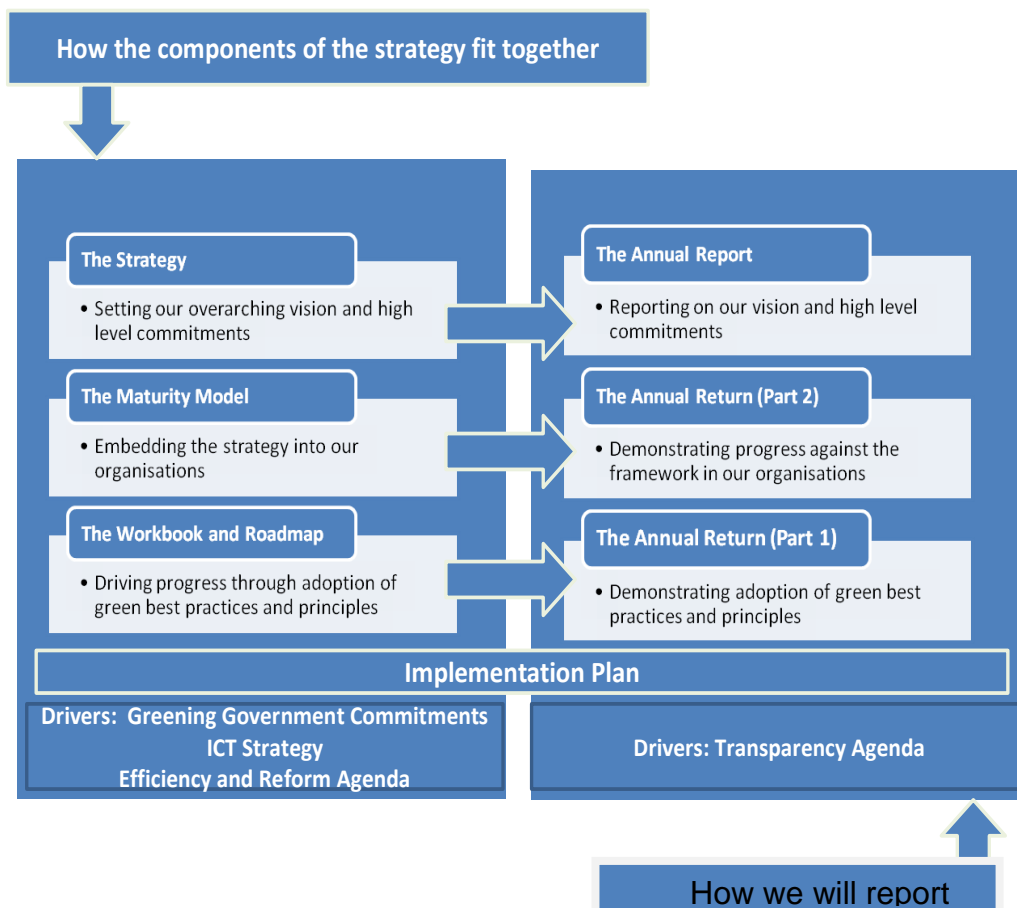 How the components of the strategy fit together
The Strategy
• Setting our overarching vision and high
level commitments
The Maturity Model
• Embedding the strategy into our
organisations
The Workbook and Roadmap
• Driving progress through adoption of
green best practices and principles
The Annual Report
• Reporting on our vision and high level
commitments
The Annual Return (Part 2)
• Demonstrating progress against the
framework in our organisations
The Annual Return (Part 1)
• Demonstrating adoption of green best
practices and principles
Implementation Plan
Drivers: Greening Government Commitments
ICT Strategy
Efficiency and Reform Agenda
Drivers: Transparency Agenda
How we will report